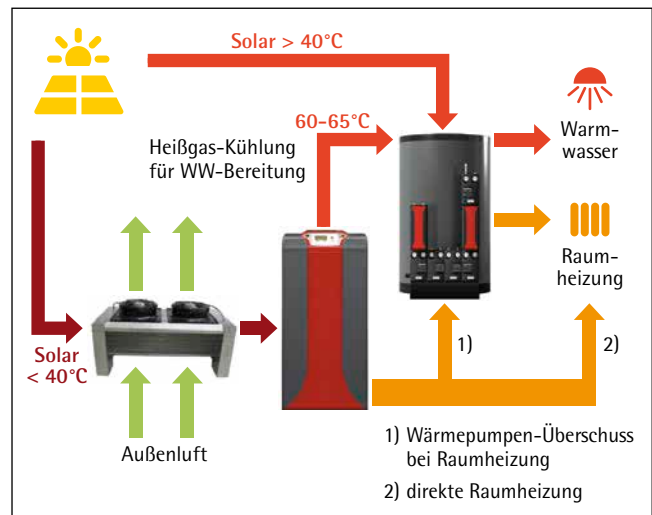 Solar > 40°C
60-65°C
Heißgas-Kühlung
für WW-Bereitung
Warm-
wasser
Raum-
heizung
Solar
< 40°C
Außenluft
1)
2)
1) Wärmepumpen-Überschuss
bei Raumheizung
2) direkte Raumheizung